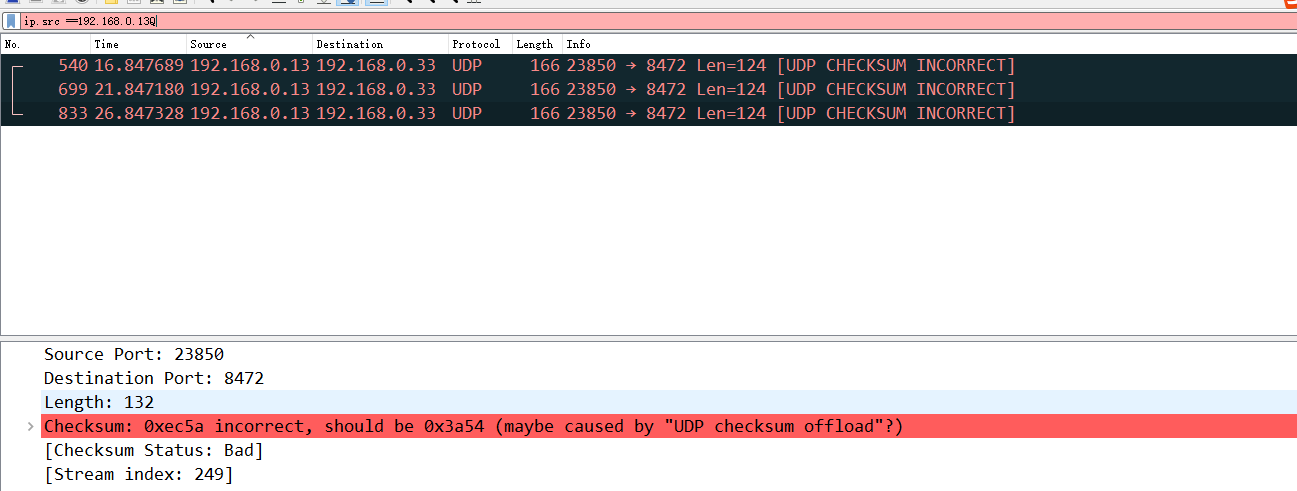 ip.src ==192.168.0.13Q
No. Time Source Destination Protocol Length Info
540 16.847689 192.168.0.13 192.168.0.33 UDP 166 23850 → 8472 Len=124 [UDP CHECKSUM INCORRECT]
699 21.847180 192.168.0.13 192.168.0.33 UDP 166 23850 → 8472 Len=124 [UDP CHECKSUM INCORRECT]
833 26.847328 192.168.0.13 192.168.0.33 UDP 166 23850 → 8472 Len=124 [UDP CHECKSUM INCORRECT]
Source Port: 23850
Destination Port: 8472
Length: 132
Checksum: 0xec5a incorrect, should be 0x3a54 (maybe caused by "UDP checksum offload"?)
[Checksum Status: Bad]
[Stream index: 249]